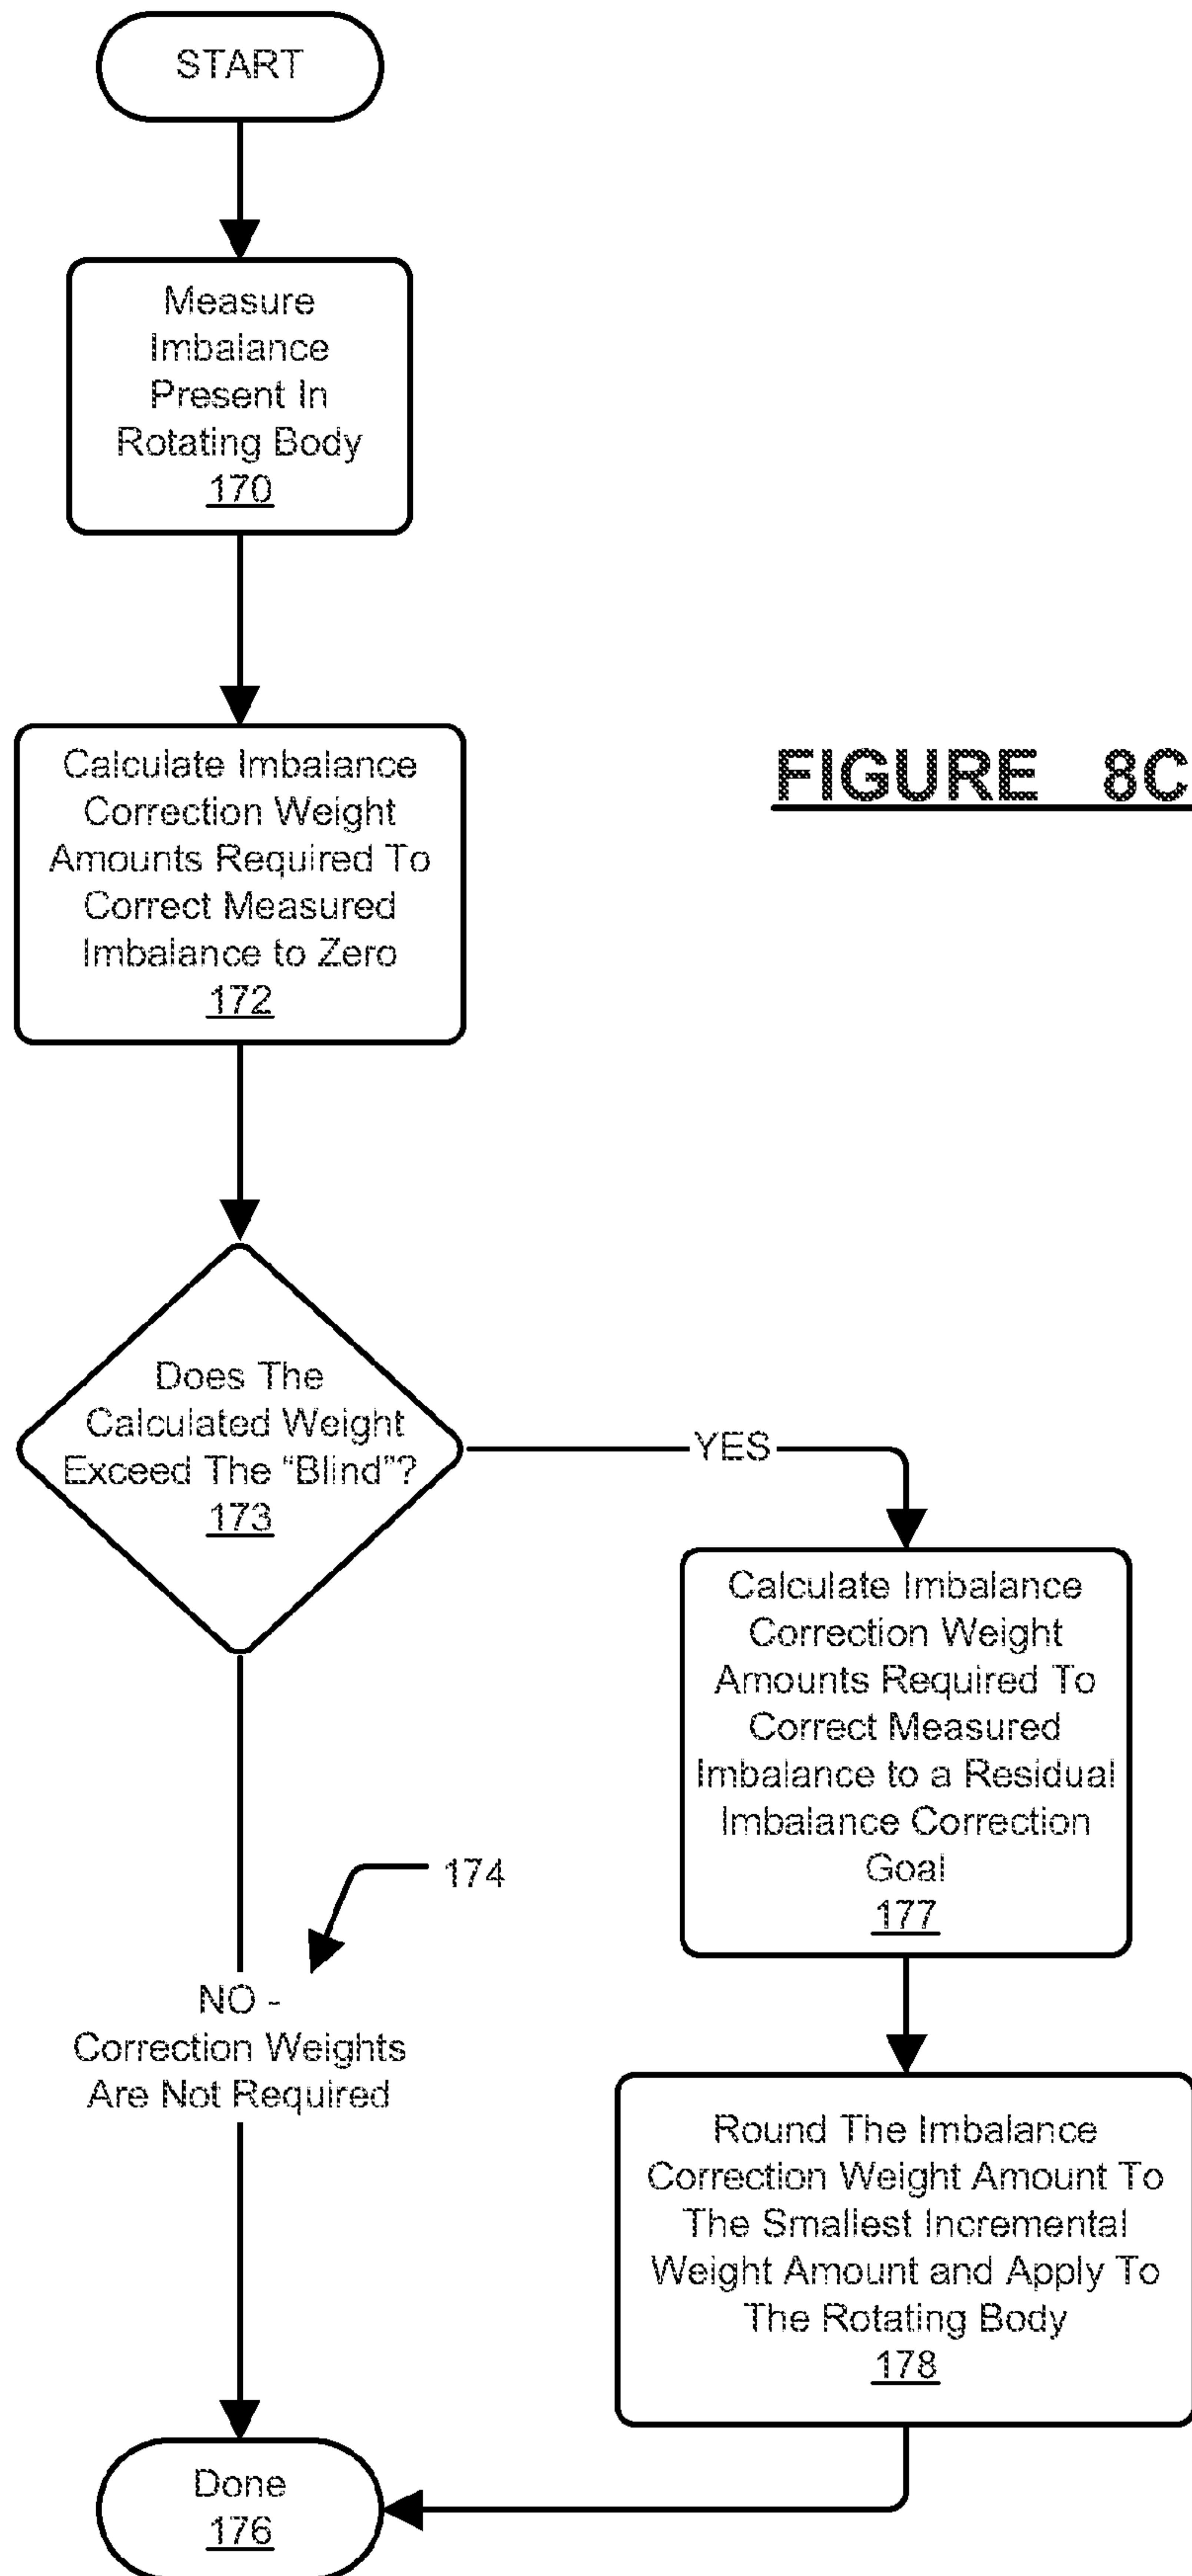 START
Measure
Imbalance
Present In
Rotating Body
170
Calculate Imbalance
Correction Weight
Amounts Required To
Correct Measured
Imbalance to Zero
172
FIGURE 8C
Does The
Calculated Weight
Exceed The “Blind”?
173
YES
Calculate Imbalance
Correction Weight
Amounts Required To
Correct Measured
Imbalance to a Residual
Imbalance Correction
Goal
177
174
NO -
Correction Weights
Are Not Required
Round The Imbalance
Correction Weight Amount To
The Smallest Incremental
Weight Amount and Apply To
The Rotating Body
178
Done
176